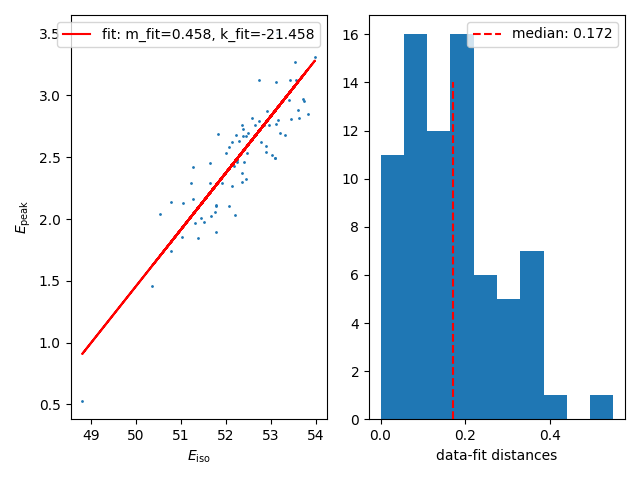 fit: m_fit=0.458, k_fit=-21.458
3.5
3.0
2.5
2.0
1.5
1.0
0.5
E_peak
49 50 51 52 53 54
E_iso
median: 0.172
16
14
12
10
8
6
4
2
0
0.0 0.2 0.4
data-fit distances